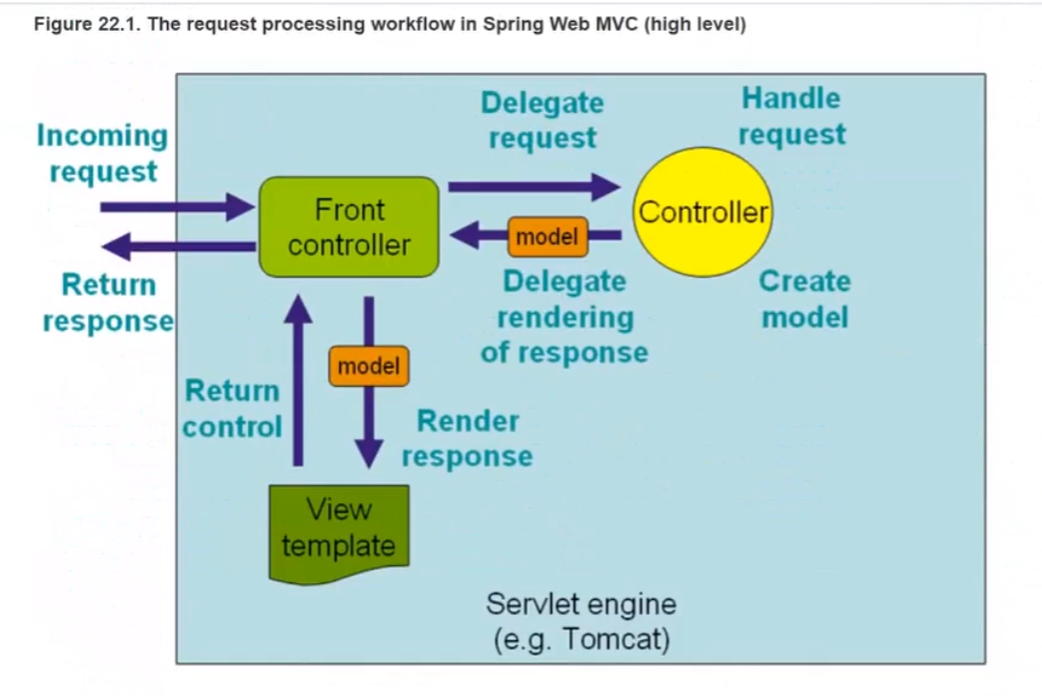 Figure 22.1. The request processing workflow in Spring Web MVC (high level)
Incoming
request
Return
response
Front
controller
Delegate
request
Handle
request
Controller
model
Delegate
rendering
of response
Create
model
Return
control
model
Render
response
View
template
Servlet engine
(e.g. Tomcat)